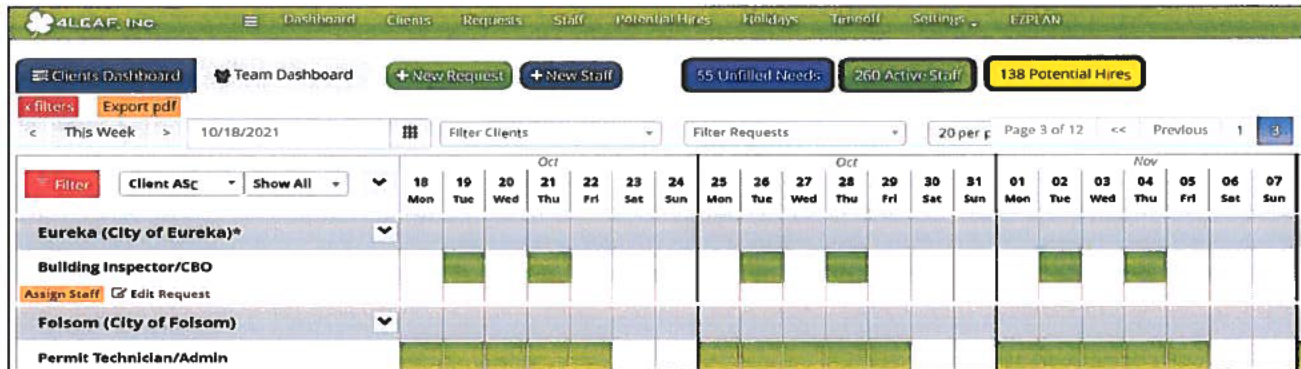 4LEAF, INC. ☰ Dashboard Clients Requests Staff Potential Hires Holidays Timeoff Settings EZPLAN
Clients Dashboard Team Dashboard + New Request + New Staff 55 Unfilled Needs 260 Active Staff 138 Potential Hires
x filters Export pdf
< This Week > 10/18/2021 Filter Clients Filter Requests 20 per p Page 3 of 12 << Previous 1
Oct Oct Nov
Filter Client ASC Show All 18 19 20 21 22 23 24 25 26 27 28 29 30 31 01 02 03 04 05 06 07
Mon Tue Wed Thu Fri Sat Sun Mon Tue Wed Thu Fri Sat Sun Mon Tue Wed Thu Fri Sat Sun
Eureka (City of Eureka)*
Building Inspector/CBO
Assign Staff Edit Request
Folsom (City of Folsom)
Permit Technician/Admin